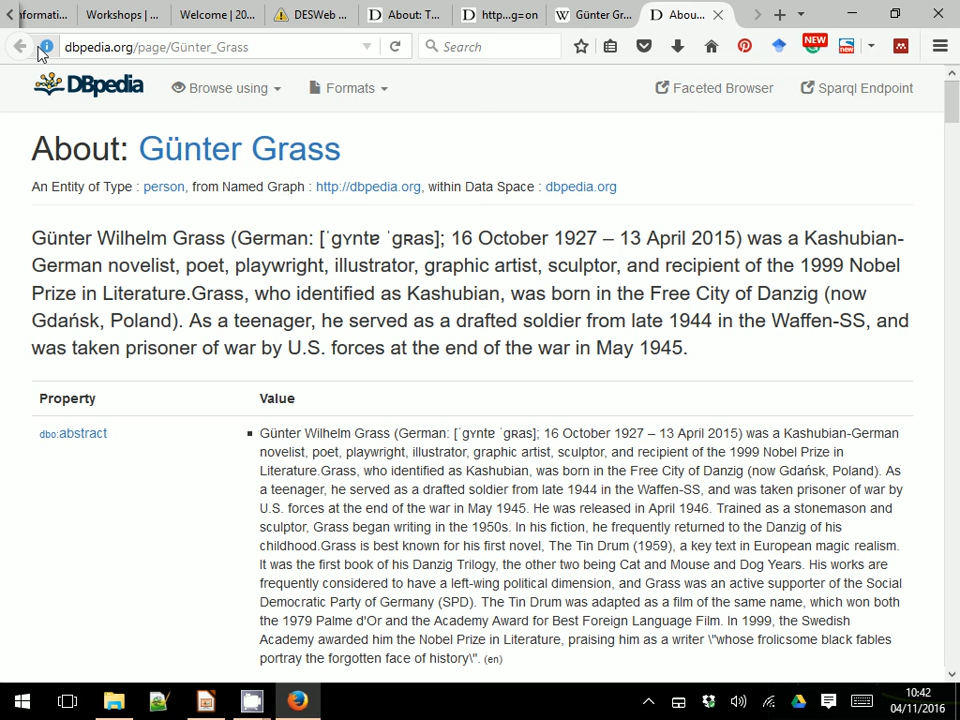 informati...
Workshops | ...
Welcome | 20...
DESWeb ...
About: T...
http...g=on
Günter Gr...
Abou...
dbpedia.org/page/Günter_Grass
Search
NEW
DBpedia
Browse using
Formats
Faceted Browser
Sparql Endpoint
About: Günter Grass
An Entity of Type : person, from Named Graph : http://dbpedia.org, within Data Space : dbpedia.org
Günter Wilhelm Grass (German: [ˈɡʏntɐ ˈɡʀas]; 16 October 1927 – 13 April 2015) was a Kashubian-
German novelist, poet, playwright, illustrator, graphic artist, sculptor, and recipient of the 1999 Nobel
Prize in Literature.Grass, who identified as Kashubian, was born in the Free City of Danzig (now
Gdańsk, Poland). As a teenager, he served as a drafted soldier from late 1944 in the Waffen-SS, and
was taken prisoner of war by U.S. forces at the end of the war in May 1945.
Property Value
dbo:abstract
Günter Wilhelm Grass (German: [ˈɡʏntɐ ˈɡʀas]; 16 October 1927 – 13 April 2015) was a Kashubian-German
novelist, poet, playwright, illustrator, graphic artist, sculptor, and recipient of the 1999 Nobel Prize in
Literature.Grass, who identified as Kashubian, was born in the Free City of Danzig (now Gdańsk, Poland). As
a teenager, he served as a drafted soldier from late 1944 in the Waffen-SS, and was taken prisoner of war by
U.S. forces at the end of the war in May 1945. He was released in April 1946. Trained as a stonemason and
sculptor, Grass began writing in the 1950s. In his fiction, he frequently returned to the Danzig of his
childhood.Grass is best known for his first novel, The Tin Drum (1959), a key text in European magic realism.
It was the first book of his Danzig Trilogy, the other two being Cat and Mouse and Dog Years. His works are
frequently considered to have a left-wing political dimension, and Grass was an active supporter of the Social
Democratic Party of Germany (SPD). The Tin Drum was adapted as a film of the same name, which won both
the 1979 Palme d'Or and the Academy Award for Best Foreign Language Film. In 1999, the Swedish
Academy awarded him the Nobel Prize in Literature, praising him as a writer \"whose frolicsome black fables
portray the forgotten face of history\". (en)
10:42
04/11/2016